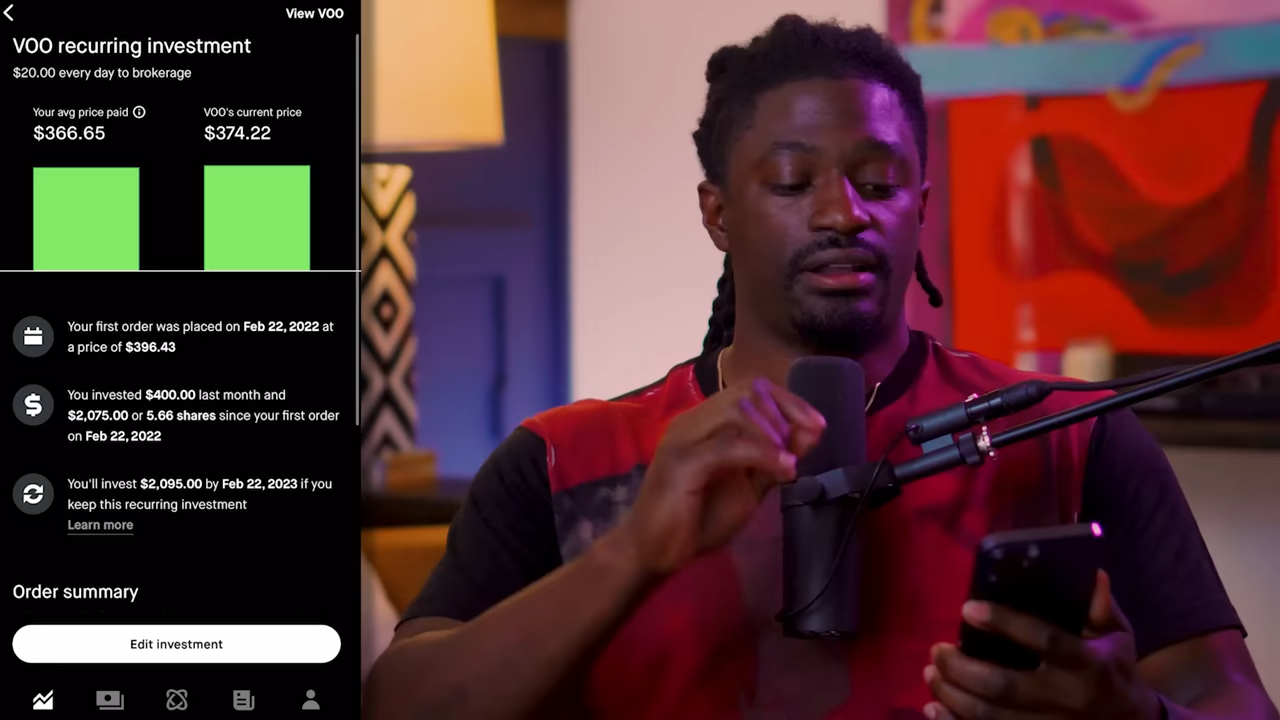 View VOO
VOO recurring investment
$20.00 every day to brokerage
Your avg price paid
VOO's current price
$366.65
$374.22
Your first order was placed on Feb 22, 2022 at
a price of $396.43
You invested $400.00 last month and
$2,075.00 or 5.66 shares since your first order
on Feb 22, 2022
You'll invest $2,095.00 by Feb 22, 2023 if you
keep this recurring investment
Learn more
Order summary
Edit investment